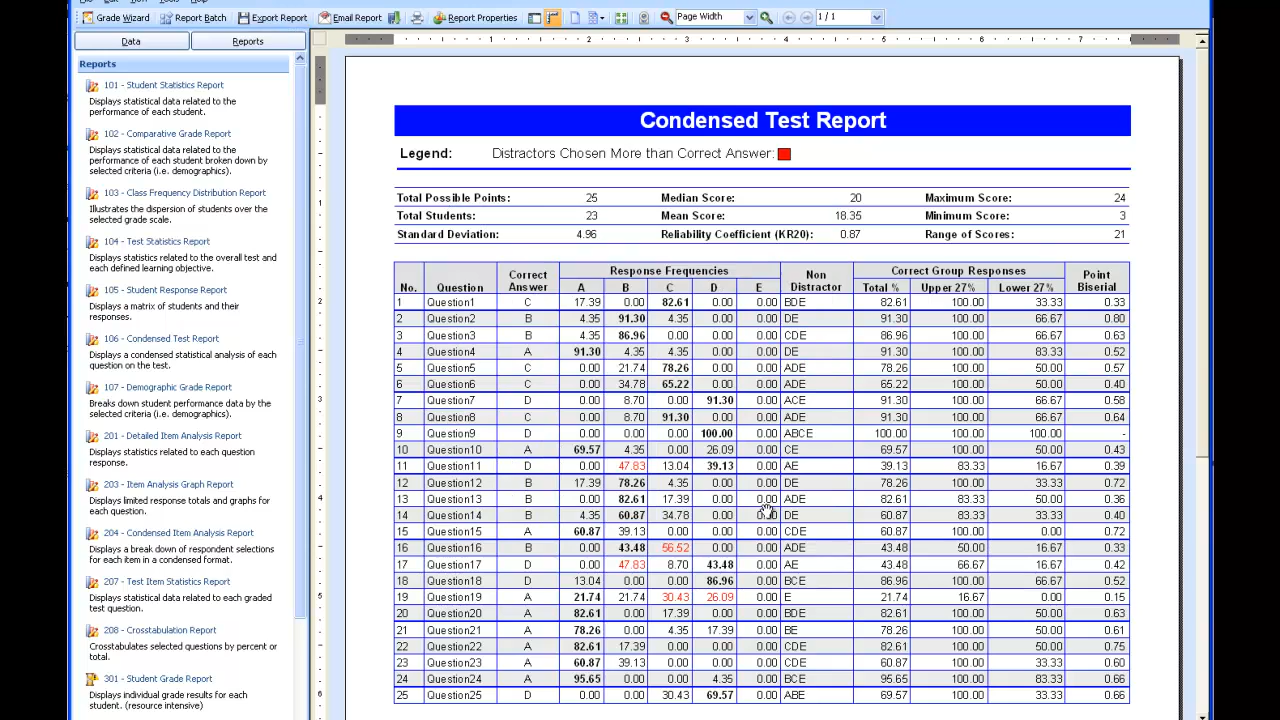 Grade Wizard Report Batch Export Report Email Report Report Properties Page Width 1 / 1
Data Reports
Reports
101 - Student Statistics Report
Displays statistical data related to the
performance of each student.
102 - Comparative Grade Report
Displays statistical data related to the
performance of each student broken down by
selected criteria (i.e. demographics).
103 - Class Frequency Distribution Report
Illustrates the dispersion of students over the
selected grade scale.
104 - Test Statistics Report
Displays statistics related to the overall test and
each defined learning objective.
105 - Student Response Report
Displays a matrix of students and their
responses.
106 - Condensed Test Report
Displays a condensed statistical analysis of each
question on the test.
107 - Demographic Grade Report
Breaks down student performance data by the
selected criteria (i.e. demographics).
201 - Detailed Item Analysis Report
Displays statistics related to each question
response.
203 - Item Analysis Graph Report
Displays limited response totals and graphs for
each question.
204 - Condensed Item Analysis Report
Displays a break down of respondent selections
for each item in a condensed format.
207 - Test Item Statistics Report
Displays statistical data related to each graded
test question.
208 - Crosstabulation Report
Crosstabulates selected questions by percent or
total.
301 - Student Grade Report
Displays individual grade results for each
student. (resource intensive)
1 2 3 4 5 6 7
1
2
3
4
5
6
Condensed Test Report
Legend: Distractors Chosen More than Correct Answer:
Total Possible Points: 25 Median Score: 20 Maximum Score: 24
Total Students: 23 Mean Score: 18.35 Minimum Score: 3
Standard Deviation: 4.96 Reliability Coefficient (KR20): 0.87 Range of Scores: 21
No. Question Correct Answer Response Frequencies Non Distractor Correct Group Responses Point Biserial
A B C D E Total % Upper 27% Lower 27%
1 Question1 C 17.39 0.00 82.61 0.00 0.00 BDE 82.61 100.00 33.33 0.33
2 Question2 B 4.35 91.30 4.35 0.00 0.00 DE 91.30 100.00 66.67 0.80
3 Question3 B 4.35 86.96 0.00 0.00 0.00 CDE 86.96 100.00 66.67 0.63
4 Question4 A 91.30 4.35 4.35 0.00 0.00 DE 91.30 100.00 83.33 0.52
5 Question5 C 0.00 21.74 78.26 0.00 0.00 ADE 78.26 100.00 50.00 0.57
6 Question6 C 0.00 34.78 65.22 0.00 0.00 ADE 65.22 100.00 50.00 0.40
7 Question7 D 0.00 8.70 0.00 91.30 0.00 ACE 91.30 100.00 66.67 0.58
8 Question8 C 0.00 8.70 91.30 0.00 0.00 ADE 91.30 100.00 66.67 0.64
9 Question9 D 0.00 0.00 0.00 100.00 0.00 ABCE 100.00 100.00 100.00 -
10 Question10 A 69.57 4.35 0.00 26.09 0.00 CE 69.57 100.00 50.00 0.43
11 Question11 D 0.00 47.83 13.04 39.13 0.00 AE 39.13 83.33 16.67 0.39
12 Question12 B 17.39 78.26 4.35 0.00 0.00 DE 78.26 100.00 33.33 0.72
13 Question13 B 0.00 82.61 17.39 0.00 0.00 ADE 82.61 83.33 50.00 0.36
14 Question14 B 4.35 60.87 34.78 0.00 DE 60.87 83.33 33.33 0.40
15 Question15 A 60.87 39.13 0.00 0.00 0.00 CDE 60.87 100.00 0.00 0.72
16 Question16 B 0.00 43.48 56.52 0.00 0.00 ADE 43.48 50.00 16.67 0.33
17 Question17 D 0.00 47.83 8.70 43.48 0.00 AE 43.48 66.67 16.67 0.42
18 Question18 D 13.04 0.00 0.00 86.96 0.00 BCE 86.96 100.00 66.67 0.52
19 Question19 A 21.74 21.74 30.43 26.09 0.00 E 21.74 16.67 0.00 0.15
20 Question20 A 82.61 0.00 17.39 0.00 0.00 BDE 82.61 100.00 50.00 0.63
21 Question21 A 78.26 0.00 4.35 17.39 0.00 BE 78.26 100.00 50.00 0.61
22 Question22 A 82.61 17.39 0.00 0.00 0.00 CDE 82.61 100.00 50.00 0.75
23 Question23 A 60.87 39.13 0.00 0.00 0.00 CDE 60.87 100.00 33.33 0.60
24 Question24 A 95.65 0.00 0.00 4.35 0.00 BCE 95.65 100.00 83.33 0.66
25 Question25 D 0.00 0.00 30.43 69.57 0.00 ABE 69.57 100.00 33.33 0.66